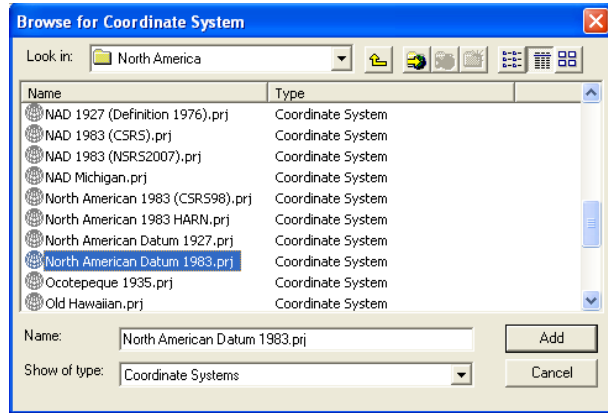 Browse for Coordinate System
Look in: North America
Name Type
NAD 1927 (Definition 1976).prj Coordinate System
NAD 1983 (CSRS).prj Coordinate System
NAD 1983 (NSRS2007).prj Coordinate System
NAD Michigan.prj Coordinate System
North American 1983 (CSRS98).prj Coordinate System
North American 1983 HARN.prj Coordinate System
North American Datum 1927.prj Coordinate System
North American Datum 1983.prj Coordinate System
Ocotepeque 1935.prj Coordinate System
Old Hawaiian.prj Coordinate System
Name: North American Datum 1983.prj Add
Show of type: Coordinate Systems Cancel